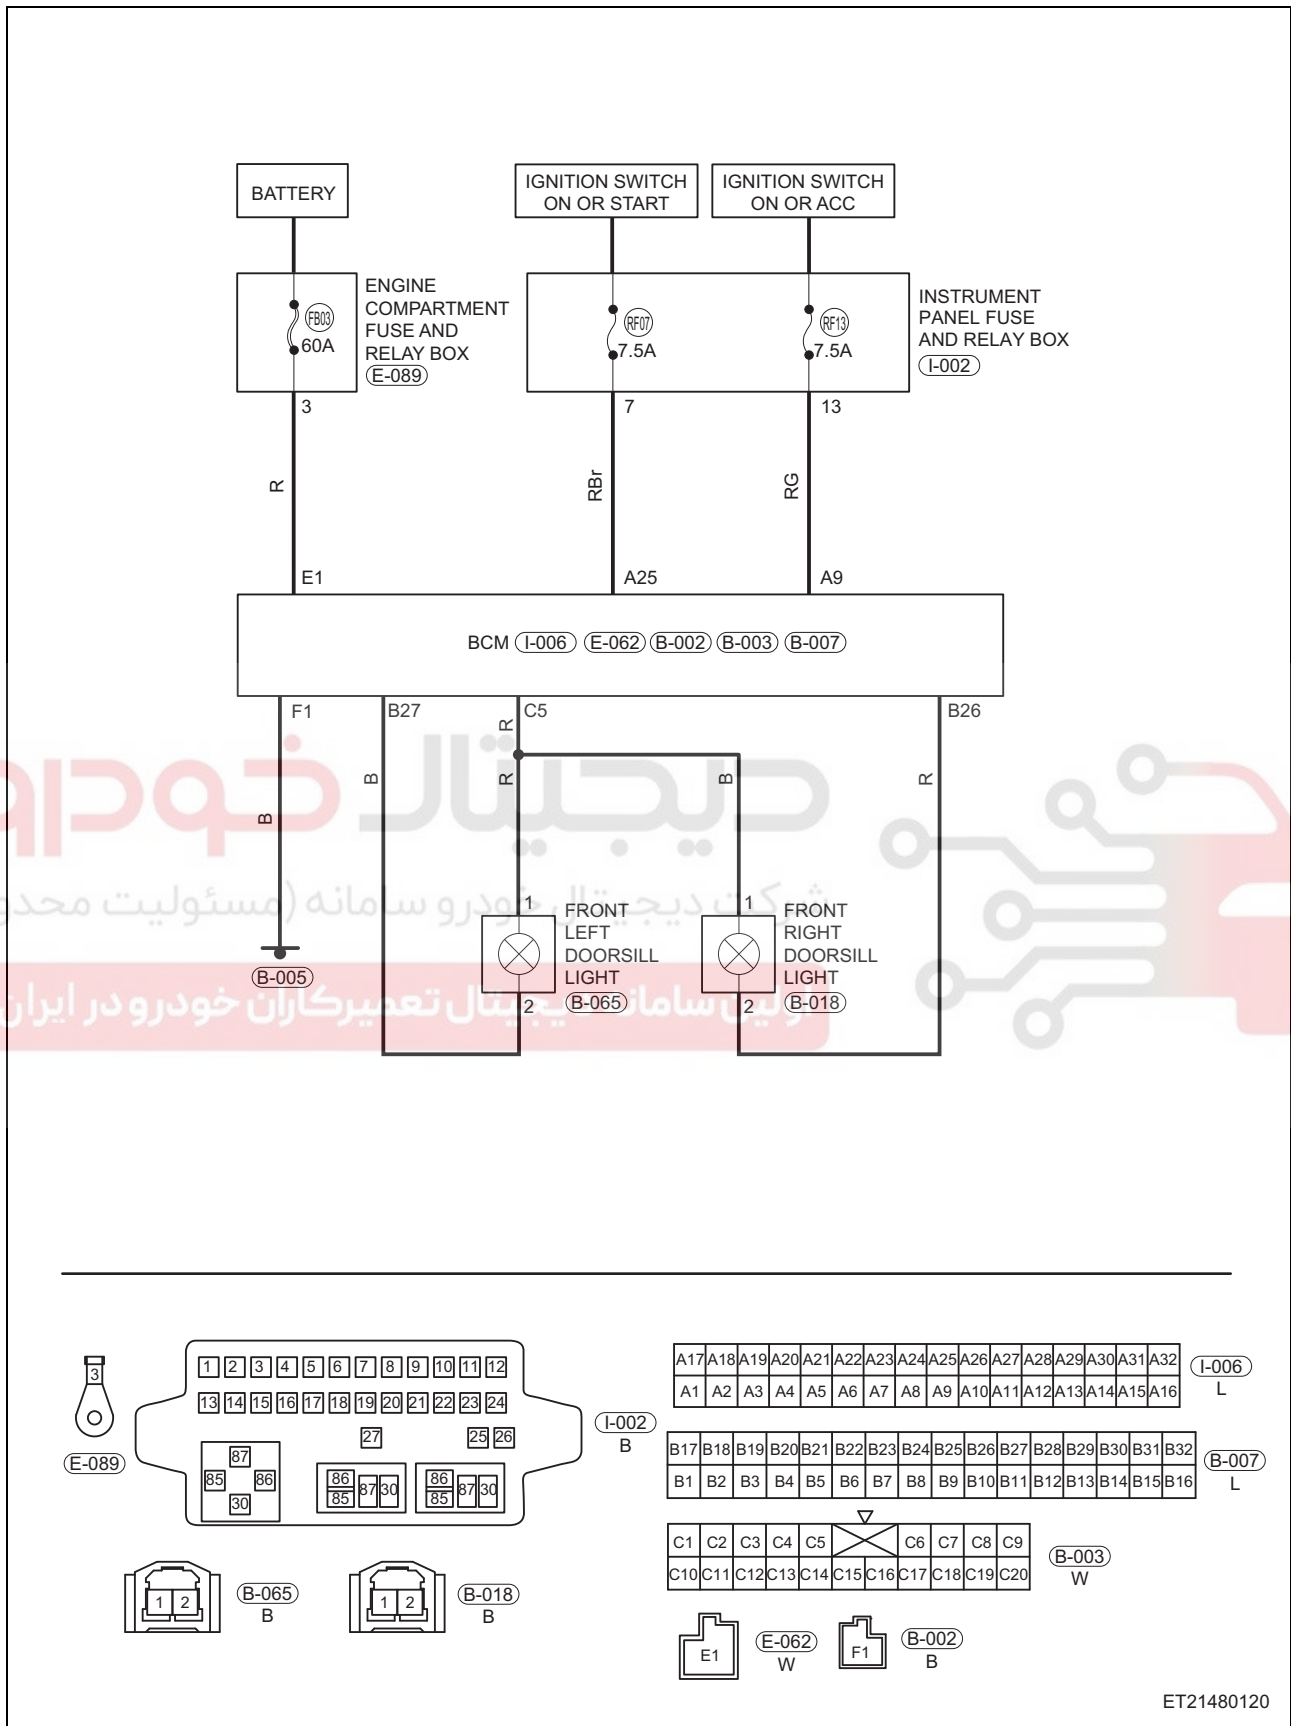 BATTERY
IGNITION SWITCH
ON OR START
IGNITION SWITCH
ON OR ACC
FB03
60A
ENGINE
COMPARTMENT
FUSE AND
RELAY BOX
E-089
RF07
7.5A
RF13
7.5A
INSTRUMENT
PANEL FUSE
AND RELAY BOX
I-002
3
7
13
R
RBr
RG
E1
A25
A9
BCM I-006 E-062 B-002 B-003 B-007
F1
B27
C5
B26
R
B
R
B
R
B
دیجیتال خودرو
شرکت دیجیتال خودرو سامانه (مسئولیت محدو
اولین سامانه دیجیتال تعمیرکاران خودرو در ایران
B-005
1
FRONT
LEFT
DOORSILL
LIGHT
B-065
2
1
FRONT
RIGHT
DOORSILL
LIGHT
B-018
2
3
E-089
1 2 3 4 5 6 7 8 9 10 11 12
13 14 15 16 17 18 19 20 21 22 23 24
27 25 26
87
85 86
30
86
85
87 30
86
85
87 30
I-002
B
A17 A18 A19 A20 A21 A22 A23 A24 A25 A26 A27 A28 A29 A30 A31 A32
A1 A2 A3 A4 A5 A6 A7 A8 A9 A10 A11 A12 A13 A14 A15 A16
I-006
L
B17 B18 B19 B20 B21 B22 B23 B24 B25 B26 B27 B28 B29 B30 B31 B32
B1 B2 B3 B4 B5 B6 B7 B8 B9 B10 B11 B12 B13 B14 B15 B16
B-007
L
C1 C2 C3 C4 C5 C6 C7 C8 C9
C10 C11 C12 C13 C14 C15 C16 C17 C18 C19 C20
B-003
W
1 2
B-065
B
1 2
B-018
B
E1
E-062
W
F1
B-002
B
ET21480120